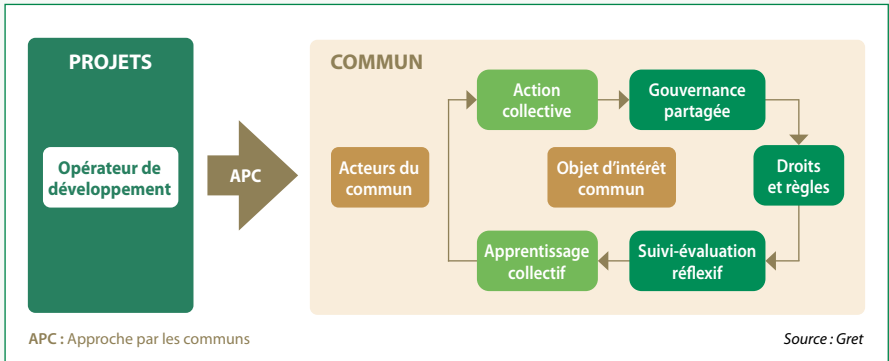 PROJETS
Opérateur de
développement
APC
COMMUN
Acteurs du
commun
Action
collective
Gouvernance
partagée
Objet d'intérêt
commun
Droits
et règles
Apprentissage
collectif
Suivi-évaluation
réflexif
APC : Approche par les communs
Source : Gret